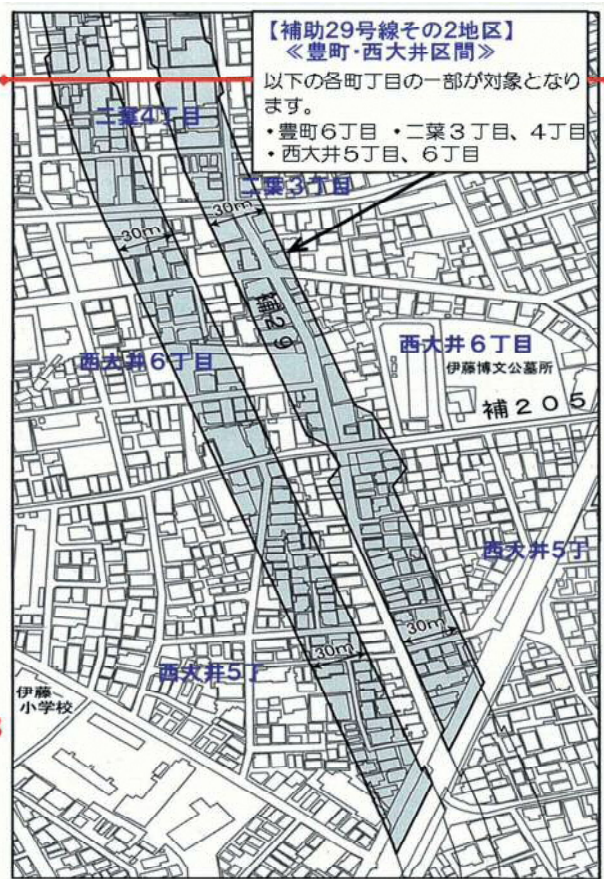 【補助29号線その2地区】
≪豊町・西大井区間≫
以下の各町丁目の一部が対象となり
ます。
・豊町6丁目 ・二葉3丁目、4丁目
・西大井5丁目、6丁目
二葉4丁目
二葉3丁目
30m
30m
補29
西大井6丁目
伊藤博文公墓所
西大井6丁目
補205
西大井5丁
30m
30m
西大井5丁
伊藤
小学校